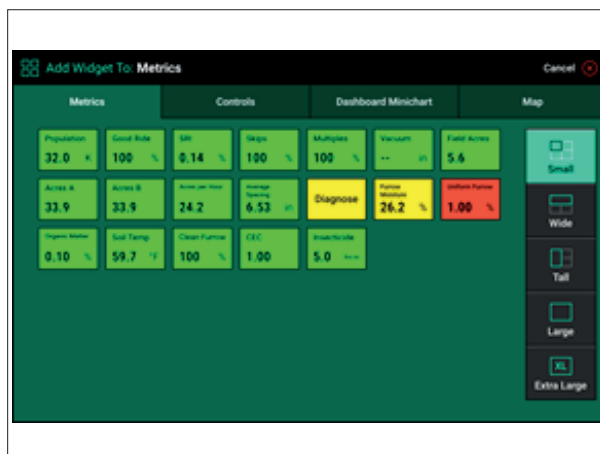 Add Widget To: Metrics
Cancel
Metrics
Controls
Dashboard Minichart
Map
Population
32.0 K
Good Ride
100 %
SRI
0.14 %
Skips
100 %
Multiples
100 %
Vacuum
-- in
Field Acres
5.6
Acres A
33.9
Acres B
33.9
Acres per Hour
24.2
Average
Spacing
6.53 in
Diagnose
Furrow
Moisture
26.2 %
Uniform Furrow
1.00 %
Organic Matter
0.10 %
Soil Temp
59.7 °F
Clean Furrow
100 %
CEC
1.00
Insecticide
5.0
Small
Wide
Tall
Large
XL
Extra Large